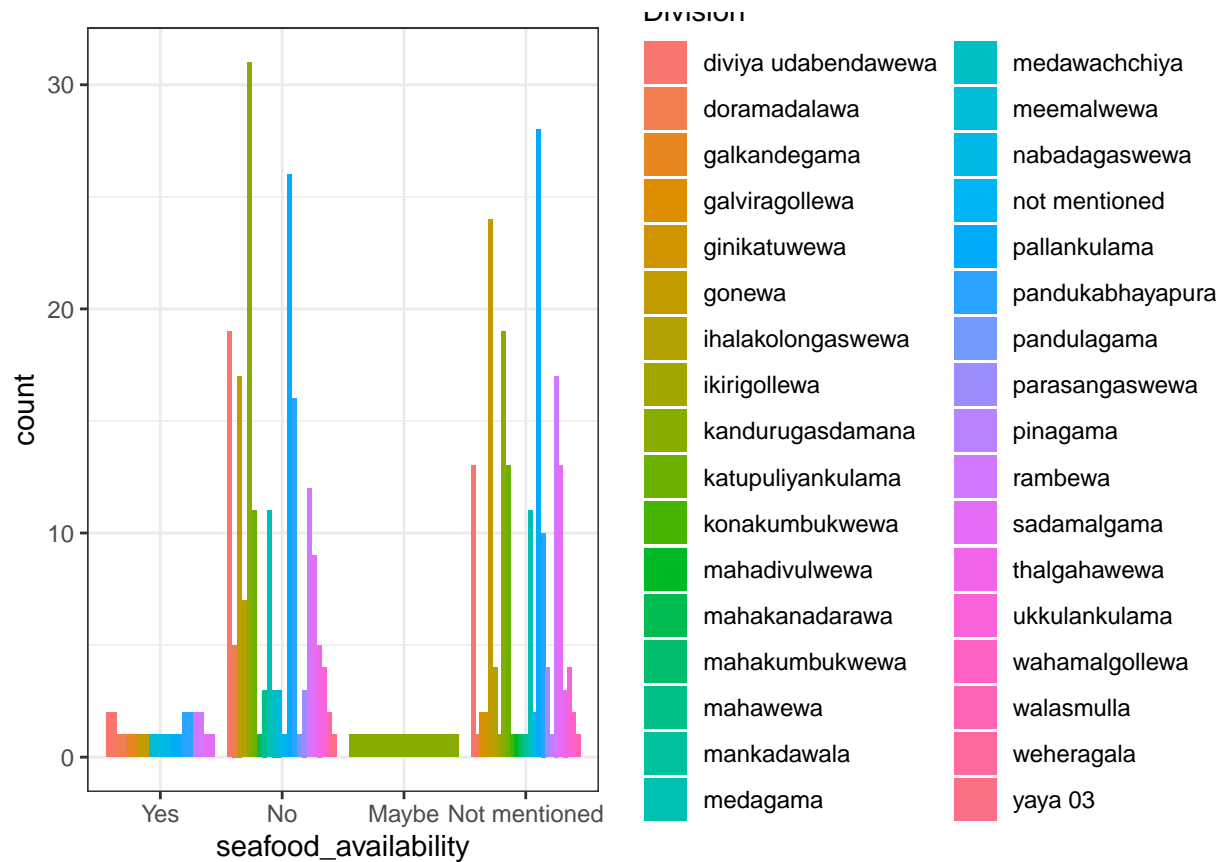 Division
30
20
10
0
count
Yes No Maybe Not mentioned
seafood_availability
diviya udabendawewa
doramadalawa
galkandegama
galviragollewa
ginikatuwewa
gonewa
ihalakolongaswewa
ikirigollewa
kandurugasdamana
katupuliyankulama
konakumbukwewa
mahadivulwewa
mahakanadarawa
mahakumbukwewa
mahawewa
mankadawala
medagama
medawachchiya
meemalwewa
nabadagaswewa
not mentioned
pallankulama
pandukabhayapura
pandulagama
parasangaswewa
pinagama
rambewa
sadamalgama
thalgahawewa
ukkulankulama
wahamalgollewa
walasmulla
weheragala
yaya 03